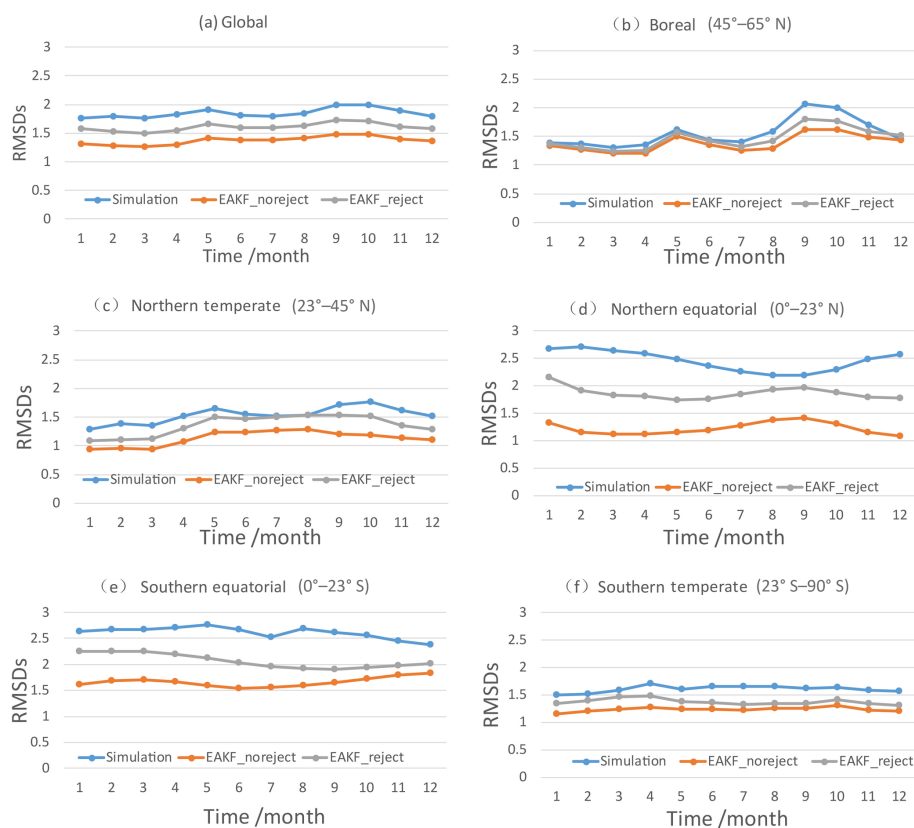 (a) Global
3
2.5
2
1.5
1
0.5
0
RMSDs
Simulation EAKF_noreject EAKF_reject
1 2 3 4 5 6 7 8 9 10 11 12
Time /month
(b) Boreal (45°–65° N)
3
2.5
2
1.5
1
0.5
0
RMSDs
Simulation EAKF_noreject EAKF_reject
1 2 3 4 5 6 7 8 9 10 11 12
Time /month
(c) Northern temperate (23°–45° N)
3
2.5
2
1.5
1
0.5
0
RMSDs
Simulation EAKF_noreject EAKF_reject
1 2 3 4 5 6 7 8 9 10 11 12
Time /month
(d) Northern equatorial (0°–23° N)
3
2.5
2
1.5
1
0.5
0
RMSDs
Simulation EAKF_noreject EAKF_reject
1 2 3 4 5 6 7 8 9 10 11 12
Time /month
(e) Southern equatorial (0°–23° S)
3
2.5
2
1.5
1
0.5
0
RMSDs
Simulation EAKF_noreject EAKF_reject
1 2 3 4 5 6 7 8 9 10 11 12
Time /month
(f) Southern temperate (23° S–90° S)
3
2.5
2
1.5
1
0.5
0
RMSDs
Simulation EAKF_noreject EAKF_reject
1 2 3 4 5 6 7 8 9 10 11 12
Time /month